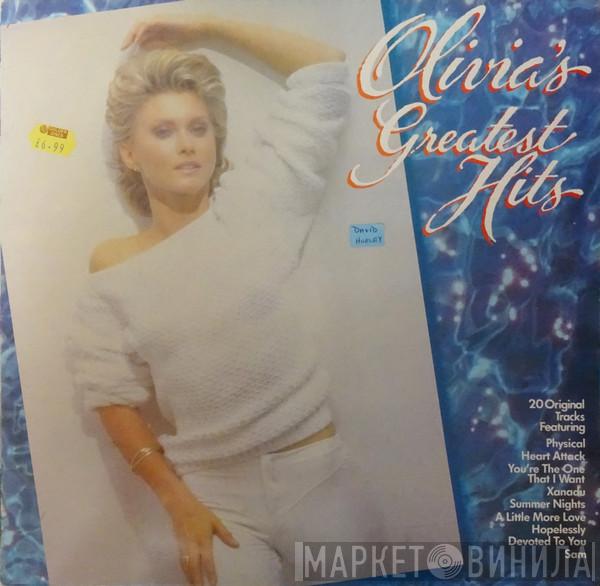 Olivia's
Greatest
Hits
£6.99
DAVID
HURLEY
20 Original
Tracks
Featuring
Physical
Heart Attack
You're The One
That I Want
Xanadu
Summer Nights
A Little More Love
Hopelessly
Devoted To You
Sam
МАРКЕТ ВИНИЛА